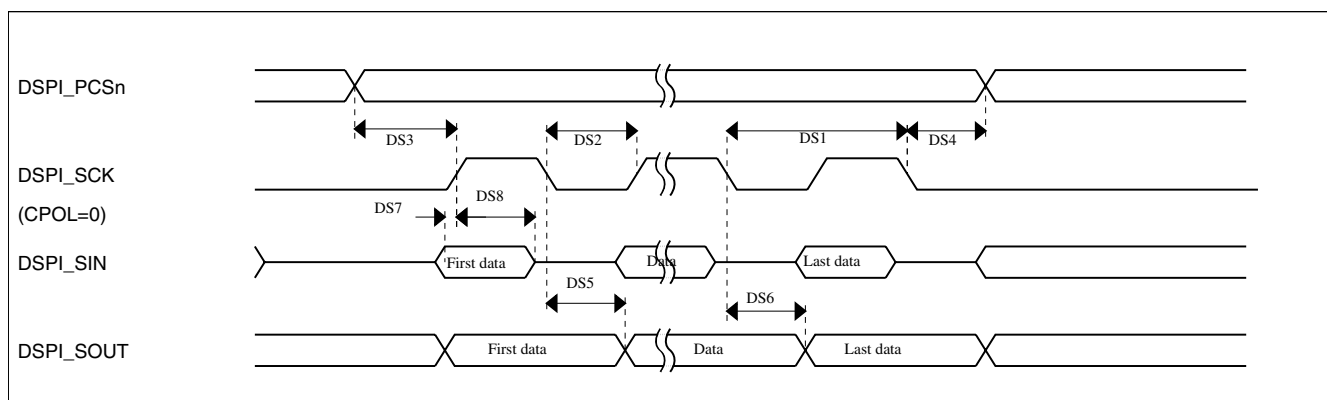 DSPI_PCSn
DS3
DS2
DS1
DS4
DSPI_SCK
(CPOL=0)
DS7
DS8
DSPI_SIN
First data
Data
Last data
DS5
DS6
DSPI_SOUT
First data
Data
Last data